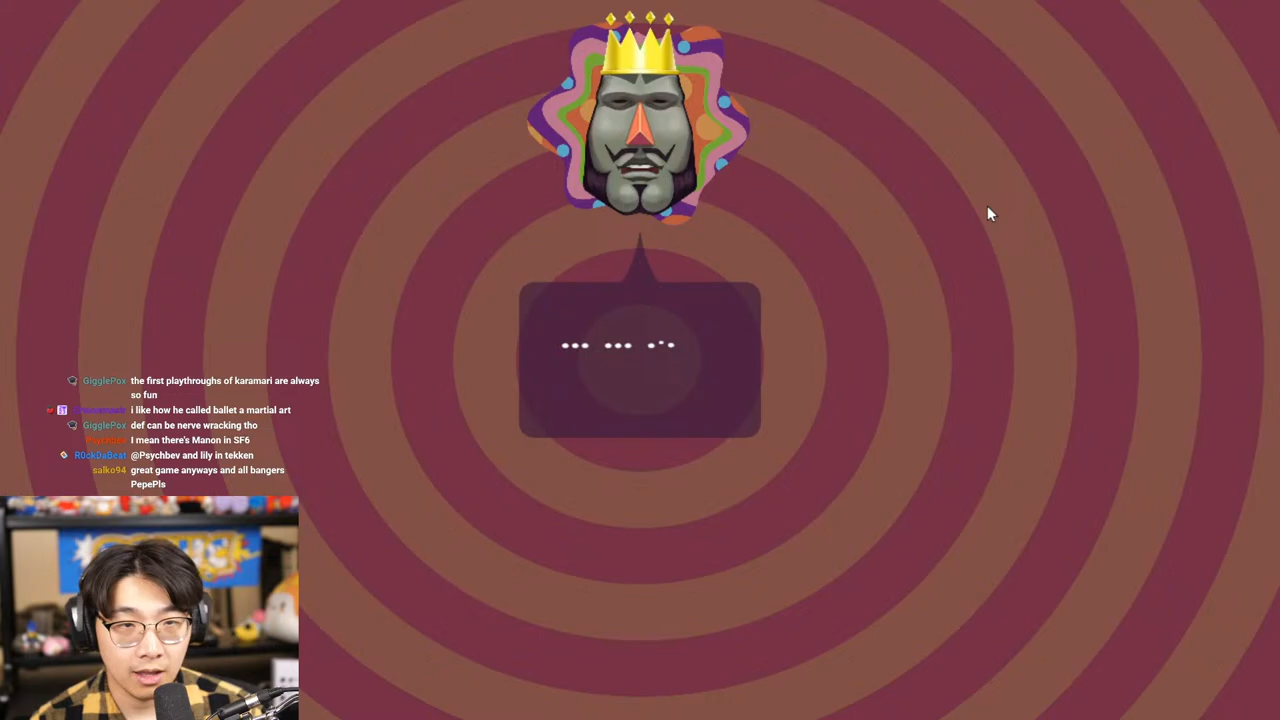 GigglePox the first playthroughs of karamari are always
so fun
i like how he called ballet a martial art
GigglePox def can be nerve wracking tho
Psychbev I mean there's Manon in SF6
R0ckDaBeat @Psychbev and lily in tekken
salko94 great game anyways and all bangers
PepePls
... ... ...